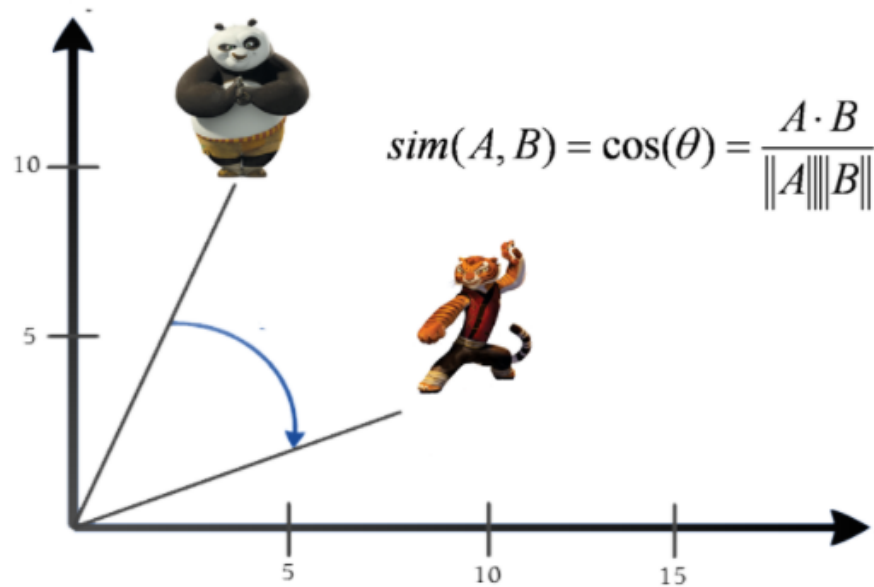 10
sim(A, B) = cos(θ) = A · B / ||A||||B||
5
5 10 15